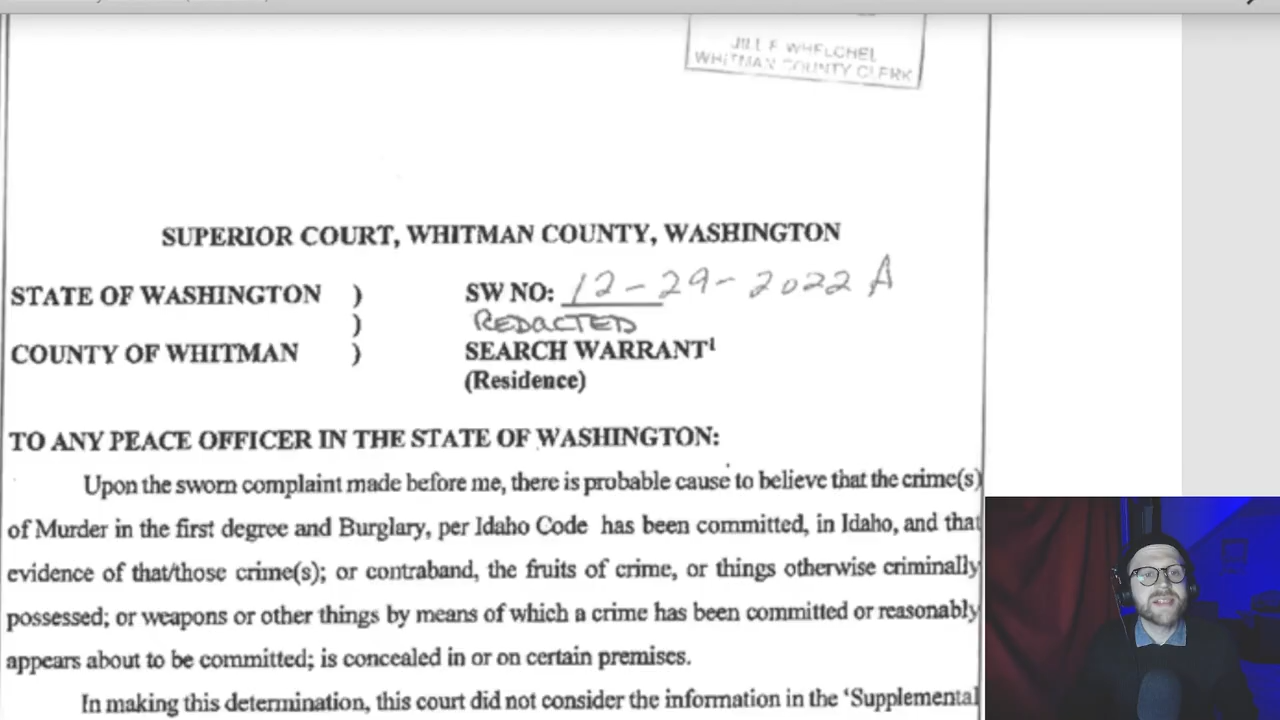 JILL F WHELCHEL
WHITMAN COUNTY CLERK
SUPERIOR COURT, WHITMAN COUNTY, WASHINGTON
STATE OF WASHINGTON ) SW NO: 12-29-2022 A
) REDACTED
COUNTY OF WHITMAN ) SEARCH WARRANT¹
(Residence)
TO ANY PEACE OFFICER IN THE STATE OF WASHINGTON:
Upon the sworn complaint made before me, there is probable cause to believe that the crime(s)
of Murder in the first degree and Burglary, per Idaho Code has been committed, in Idaho, and that
evidence of that/those crime(s); or contraband, the fruits of crime, or things otherwise criminally
possessed; or weapons or other things by means of which a crime has been committed or reasonably
appears about to be committed; is concealed in or on certain premises.
In making this determination, this court did not consider the information in the ‘Supplemental